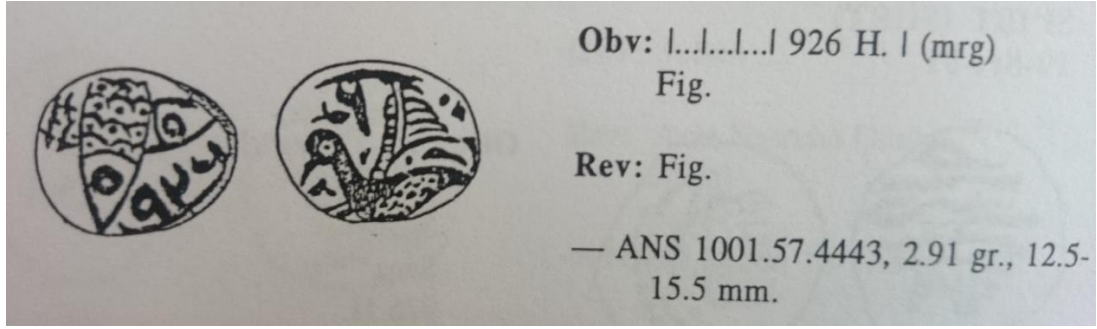 Obv: |...|...|...| 926 H. | (mrg)
Fig.
Rev: Fig.
— ANS 1001.57.4443, 2.91 gr., 12.5-
15.5 mm.